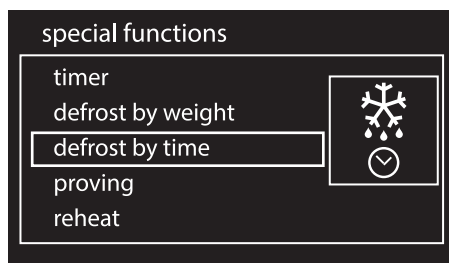 special functions
timer
defrost by weight
defrost by time
proving
reheat